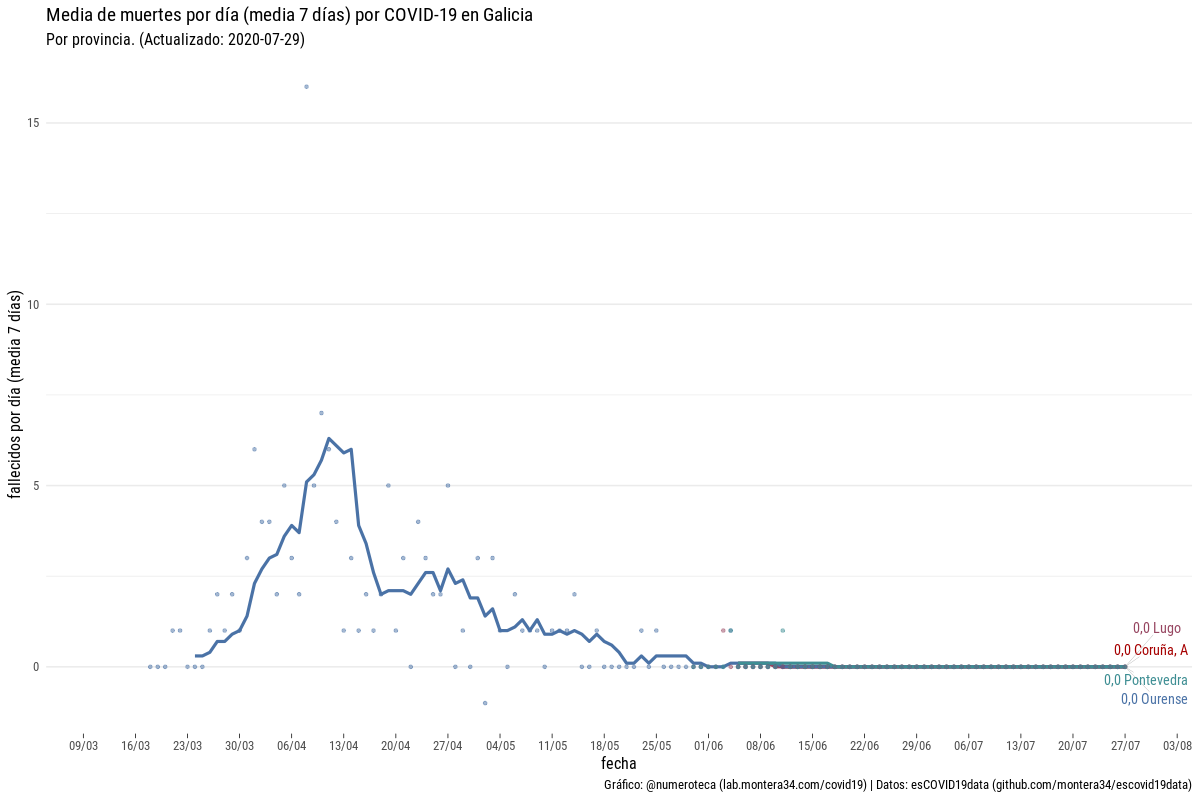 Media de muertes por día (media 7 días) por COVID-19 en Galicia
Por provincia. (Actualizado: 2020-07-29)
fallecidos por día (media 7 días)
15
10
5
0
0,0 Lugo
0,0 Coruña, A
0,0 Pontevedra
0,0 Ourense
09/03 16/03 23/03 30/03 06/04 13/04 20/04 27/04 04/05 11/05 18/05 25/05 01/06 08/06 15/06 22/06 29/06 06/07 13/07 20/07 27/07 03/08
fecha
Gráfico: @numeroteca (lab.montera34.com/covid19) | Datos: esCOVID19data (github.com/montera34/escovid19data)